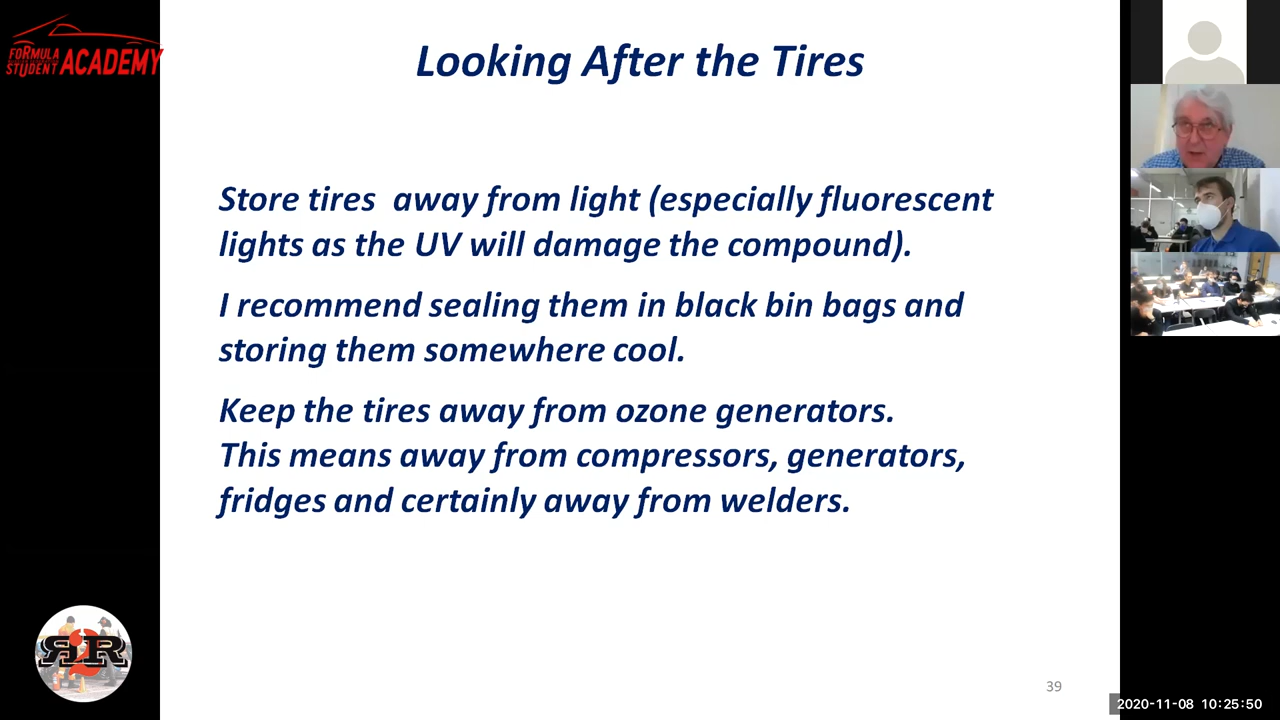 FORMULA
STUDENT ACADEMY
Looking After the Tires
Store tires away from light (especially fluorescent
lights as the UV will damage the compound).
I recommend sealing them in black bin bags and
storing them somewhere cool.
Keep the tires away from ozone generators.
This means away from compressors, generators,
fridges and certainly away from welders.
R2R
39
2020-11-08 10:25:50